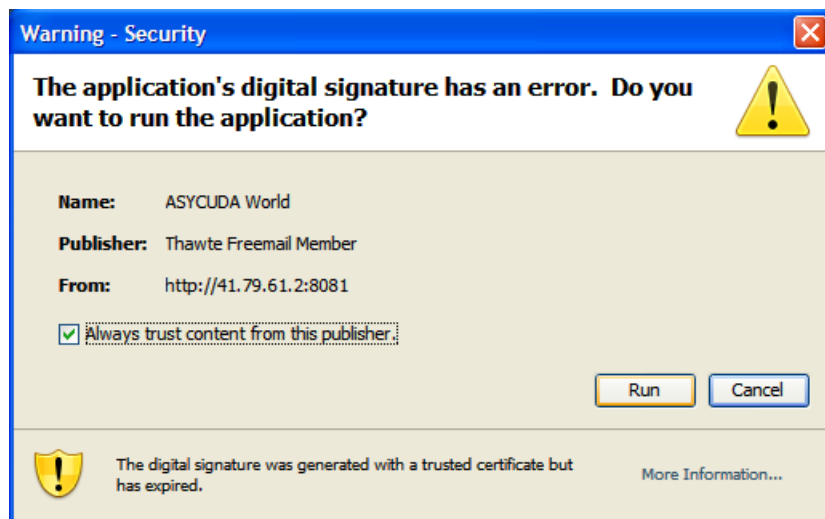 Warning - Security
The application's digital signature has an error.  Do you
want to run the application?
Name: ASYCUDA World
Publisher: Thawte Freemail Member
From: http://41.79.61.2:8081
Always trust content from this publisher.
Run Cancel
The digital signature was generated with a trusted certificate but
has expired.
More Information...